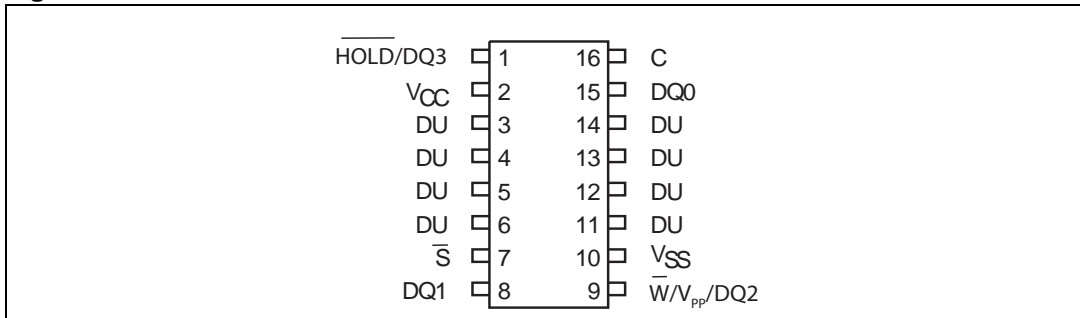 H̅O̅L̅D̅/DQ3 1 16 C
VCC 2 15 DQ0
DU 3 14 DU
DU 4 13 DU
DU 5 12 DU
DU 6 11 DU
S̅ 7 10 VSS
DQ1 8 9 W̅/VPP/DQ2